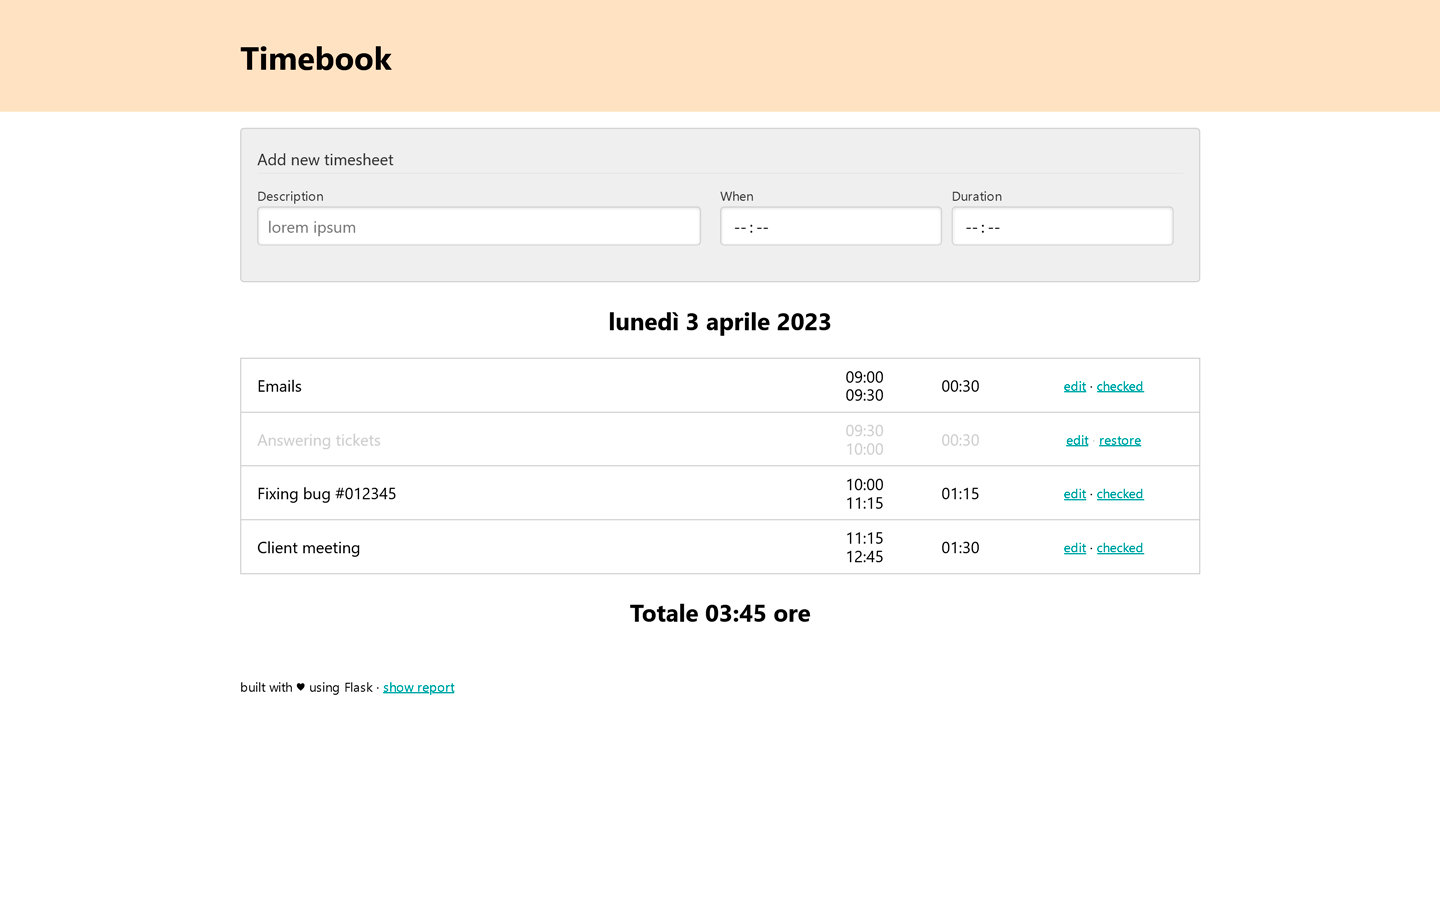 Timebook
Add new timesheet
Description When Duration
lorem ipsum --:-- --:--
lunedì 3 aprile 2023
Emails 09:00 09:30 00:30 edit · checked
Answering tickets 09:30 10:00 00:30 edit · restore
Fixing bug #012345 10:00 11:15 01:15 edit · checked
Client meeting 11:15 12:45 01:30 edit · checked
Totale 03:45 ore
built with ♥ using Flask · show report